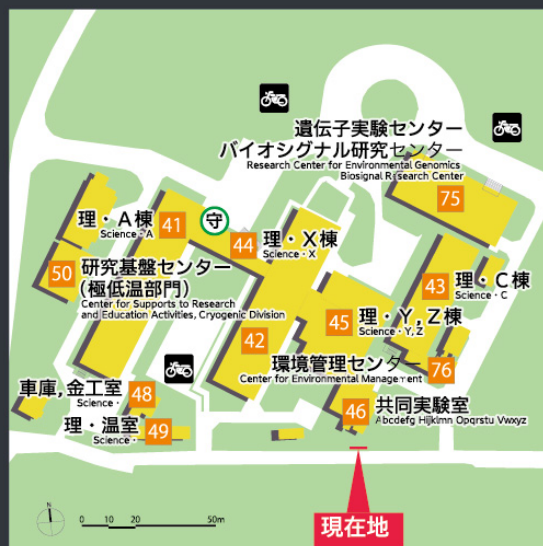 遺伝子実験センター
バイオシグナル研究センター
Research Center for Environmental Genomics
Biosignal Research Center
75
理・A棟
Science・A
41
守
44
理・X棟
Science・X
50
研究基盤センター
(極低温部門)
Center for Supports to Research
and Education Activities, Cryogenic Division
43
理・C棟
Science・C
45
理・Y,Z棟
Science・Y,Z
42
環境管理センター
Center for Environmental Management
76
車庫,金工室
Science・
48
46
共同実験室
Abcdefg Hijklmn Opqrstu Vwxyz
理・温室
Science・
49
N
0 10 20 50m
現在地